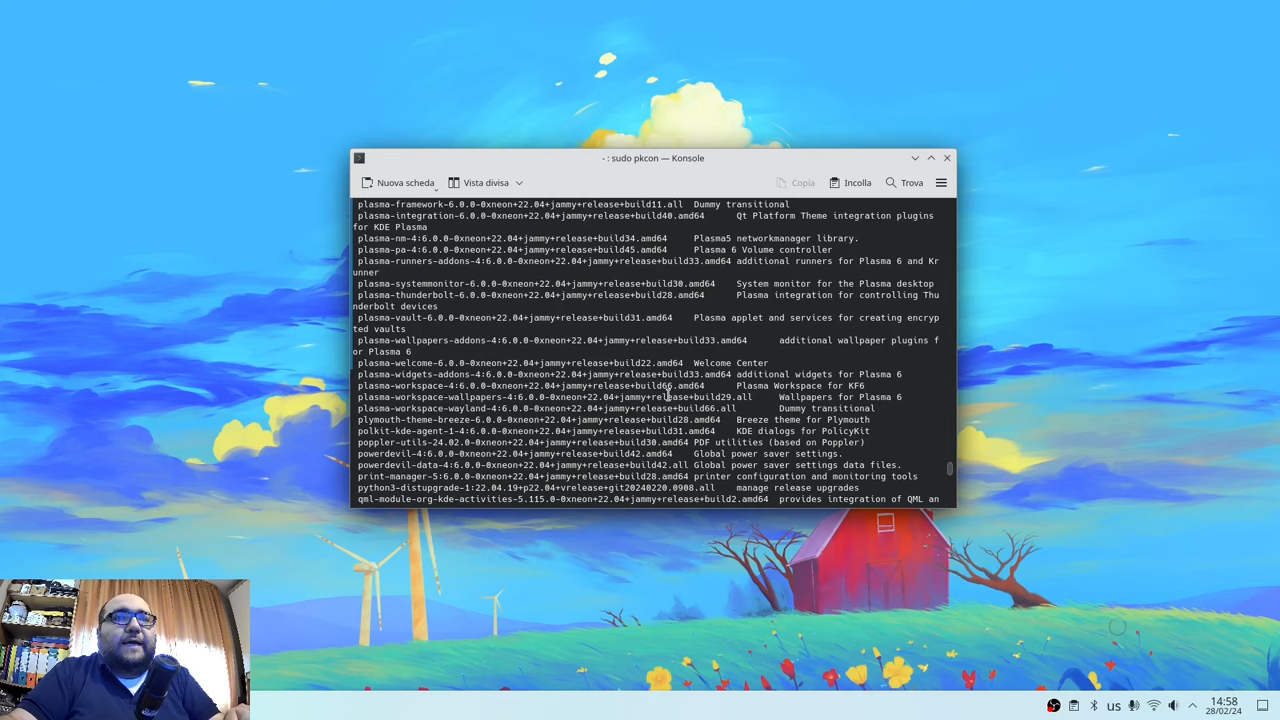 - : sudo pkcon — Konsole
Nuova scheda
Vista divisa
Copia
Incolla
Trova
plasma-framework-6.0.0-0xneon+22.04+jammy+release+build11.all  Dummy transitional
plasma-integration-6.0.0-0xneon+22.04+jammy+release+build40.amd64      Qt Platform Theme integration plugins
for KDE Plasma
plasma-nm-4:6.0.0-0xneon+22.04+jammy+release+build34.amd64     Plasma5 networkmanager library.
plasma-pa-4:6.0.0-0xneon+22.04+jammy+release+build45.amd64     Plasma 6 Volume controller
plasma-runners-addons-4:6.0.0-0xneon+22.04+jammy+release+build33.amd64 additional runners for Plasma 6 and Kr
unner
plasma-systemmonitor-6.0.0-0xneon+22.04+jammy+release+build30.amd64    System monitor for the Plasma desktop
plasma-thunderbolt-6.0.0-0xneon+22.04+jammy+release+build28.amd64      Plasma integration for controlling Thu
nderbolt devices
plasma-vault-6.0.0-0xneon+22.04+jammy+release+build31.amd64    Plasma applet and services for creating encryp
ted vaults
plasma-wallpapers-addons-4:6.0.0-0xneon+22.04+jammy+release+build33.amd64      additional wallpaper plugins f
or Plasma 6
plasma-welcome-6.0.0-0xneon+22.04+jammy+release+build22.amd64  Welcome Center
plasma-widgets-addons-4:6.0.0-0xneon+22.04+jammy+release+build33.amd64 additional widgets for Plasma 6
plasma-workspace-4:6.0.0-0xneon+22.04+jammy+release+build66.amd64      Plasma Workspace for KF6
plasma-workspace-wallpapers-4:6.0.0-0xneon+22.04+jammy+release+build29.all     Wallpapers for Plasma 6
plasma-workspace-wayland-4:6.0.0-0xneon+22.04+jammy+release+build66.all        Dummy transitional
plymouth-theme-breeze-6.0.0-0xneon+22.04+jammy+release+build28.amd64   Breeze theme for Plymouth
polkit-kde-agent-1-4:6.0.0-0xneon+22.04+jammy+release+build31.amd64    KDE dialogs for PolicyKit
poppler-utils-24.02.0-0xneon+22.04+jammy+release+build30.amd64 PDF utilities (based on Poppler)
powerdevil-4:6.0.0-0xneon+22.04+jammy+release+build42.amd64    Global power saver settings.
powerdevil-data-4:6.0.0-0xneon+22.04+jammy+release+build42.all Global power saver settings data files.
print-manager-5:6.0.0-0xneon+22.04+jammy+release+build28.amd64 printer configuration and monitoring tools
python3-distupgrade-1:22.04.19+p22.04+vrelease+git20240220.0908.all    manage release upgrades
qml-module-org-kde-activities-5.115.0-0xneon+22.04+jammy+release+build2.amd64  provides integration of QML an
us
14:58
28/02/24